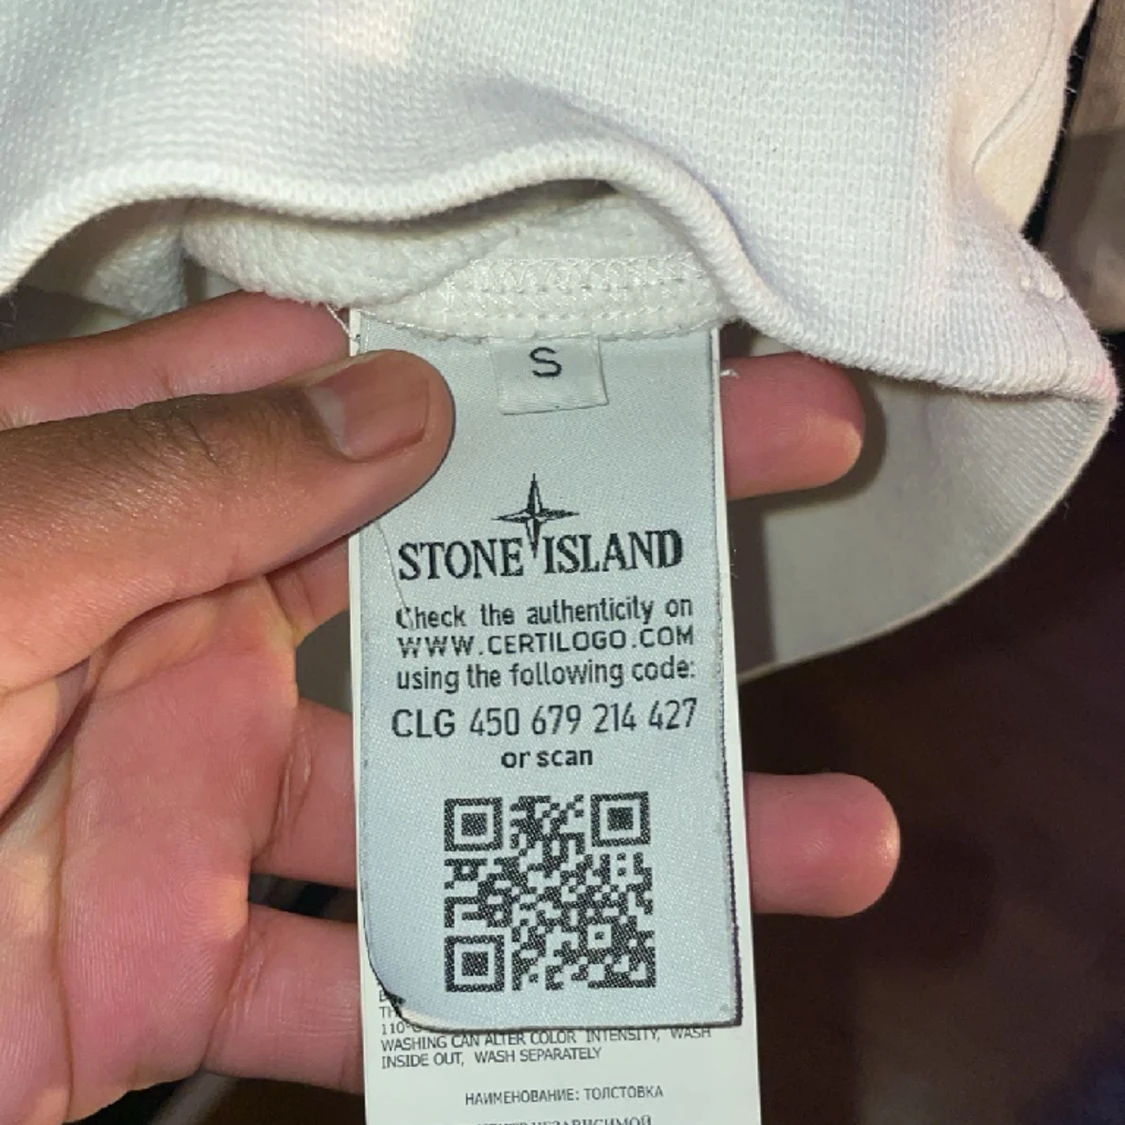 S
STONE ISLAND
Check the authenticity on
WWW.CERTILOGO.COM
using the following code:
CLG 450 679 214 427
or scan
WASHING CAN ALTER COLOR INTENSITY, WASH
INSIDE OUT, WASH SEPARATELY
НАИМЕНОВАНИЕ: ТОЛСТОВКА